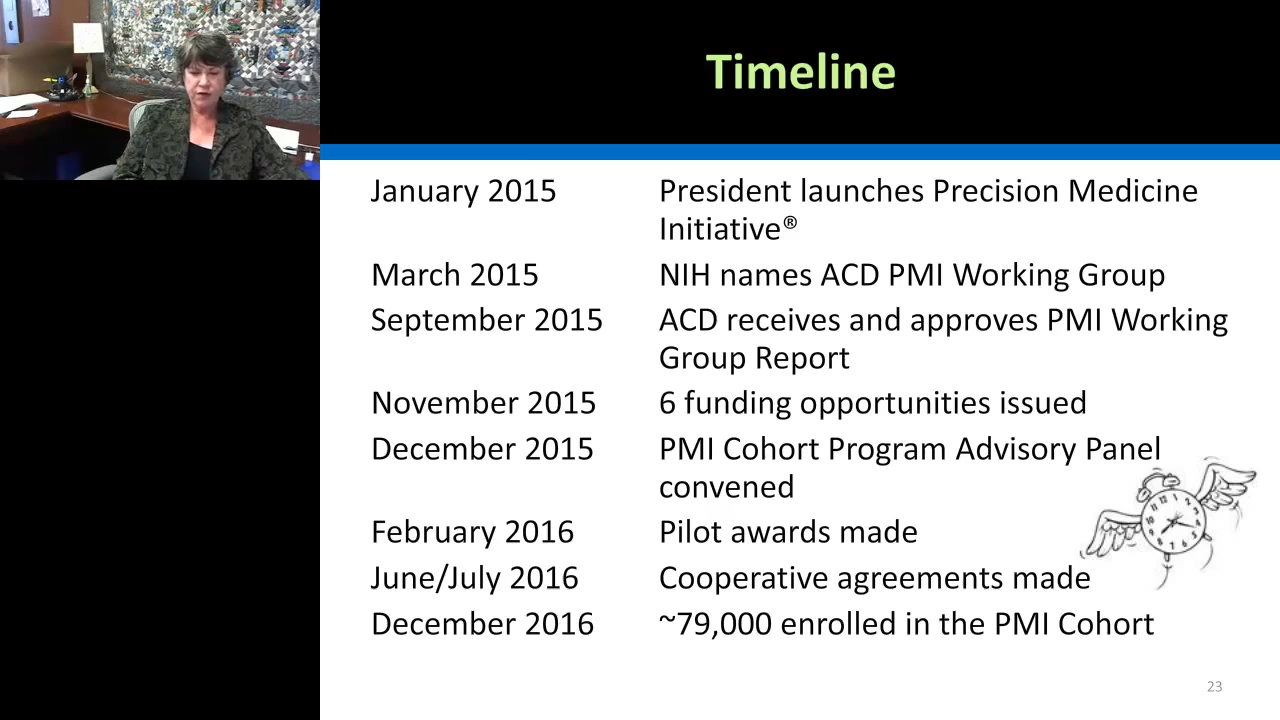 Timeline
January 2015 President launches Precision Medicine
Initiative®
March 2015 NIH names ACD PMI Working Group
September 2015 ACD receives and approves PMI Working
Group Report
November 2015 6 funding opportunities issued
December 2015 PMI Cohort Program Advisory Panel
convened
February 2016 Pilot awards made
June/July 2016 Cooperative agreements made
December 2016 ~79,000 enrolled in the PMI Cohort
23